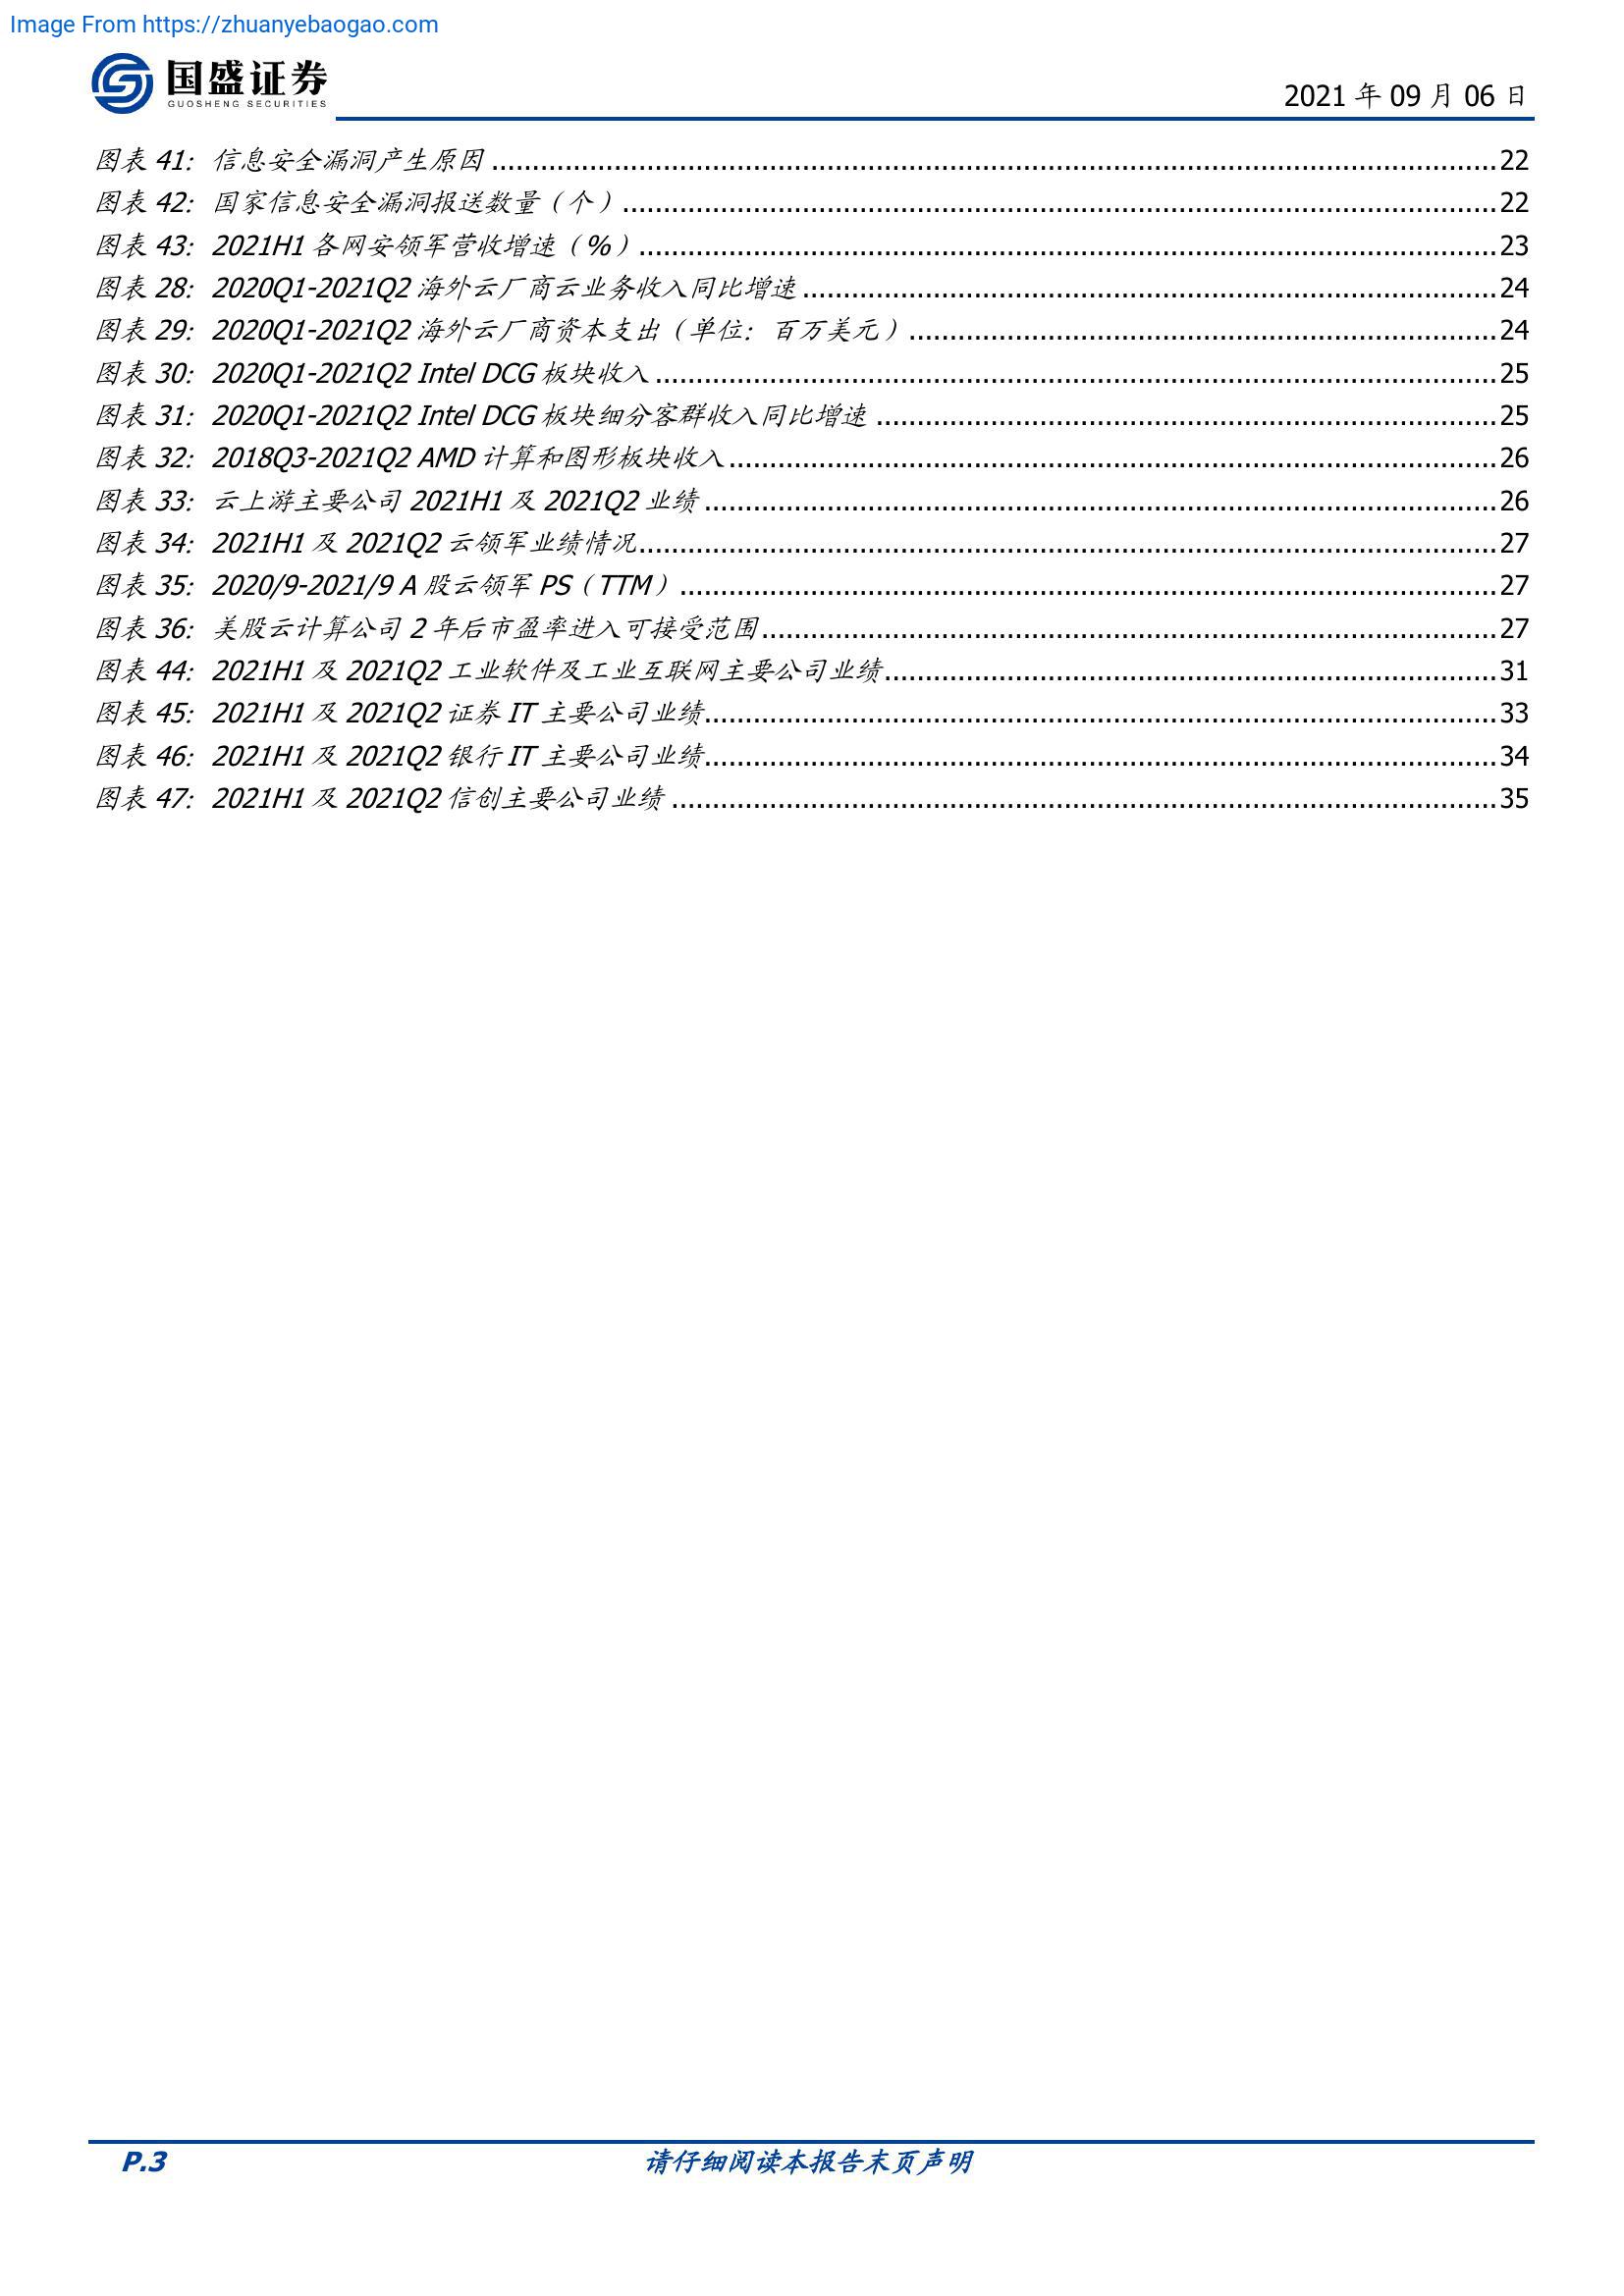 Image From https://zhuanyebaogao.com
国盛证券
GUOSHENG SECURITIES
2021 年 09 月 06 日
图表 41： 信息安全漏洞产生原因 ........................................ 22
图表 42： 国家信息安全漏洞报送数量（个） ........................................ 22
图表 43： 2021H1 各网安领军营收增速（%） ........................................ 23
图表 28： 2020Q1-2021Q2 海外云厂商云业务收入同比增速 ........................................ 24
图表 29： 2020Q1-2021Q2 海外云厂商资本支出（单位：百万美元） ........................................ 24
图表 30： 2020Q1-2021Q2 Intel DCG 板块收入 ........................................ 25
图表 31： 2020Q1-2021Q2 Intel DCG 板块细分客群收入同比增速 ........................................ 25
图表 32： 2018Q3-2021Q2 AMD 计算和图形板块收入 ........................................ 26
图表 33： 云上游主要公司 2021H1 及 2021Q2 业绩 ........................................ 26
图表 34： 2021H1 及 2021Q2 云领军业绩情况 ........................................ 27
图表 35： 2020/9-2021/9 A 股云领军 PS（TTM） ........................................ 27
图表 36： 美股云计算公司 2 年后市盈率进入可接受范围 ........................................ 27
图表 44： 2021H1 及 2021Q2 工业软件及工业互联网主要公司业绩 ........................................ 31
图表 45： 2021H1 及 2021Q2 证券 IT 主要公司业绩 ........................................ 33
图表 46： 2021H1 及 2021Q2 银行 IT 主要公司业绩 ........................................ 34
图表 47： 2021H1 及 2021Q2 信创主要公司业绩 ........................................ 35
P.3
请仔细阅读本报告末页声明